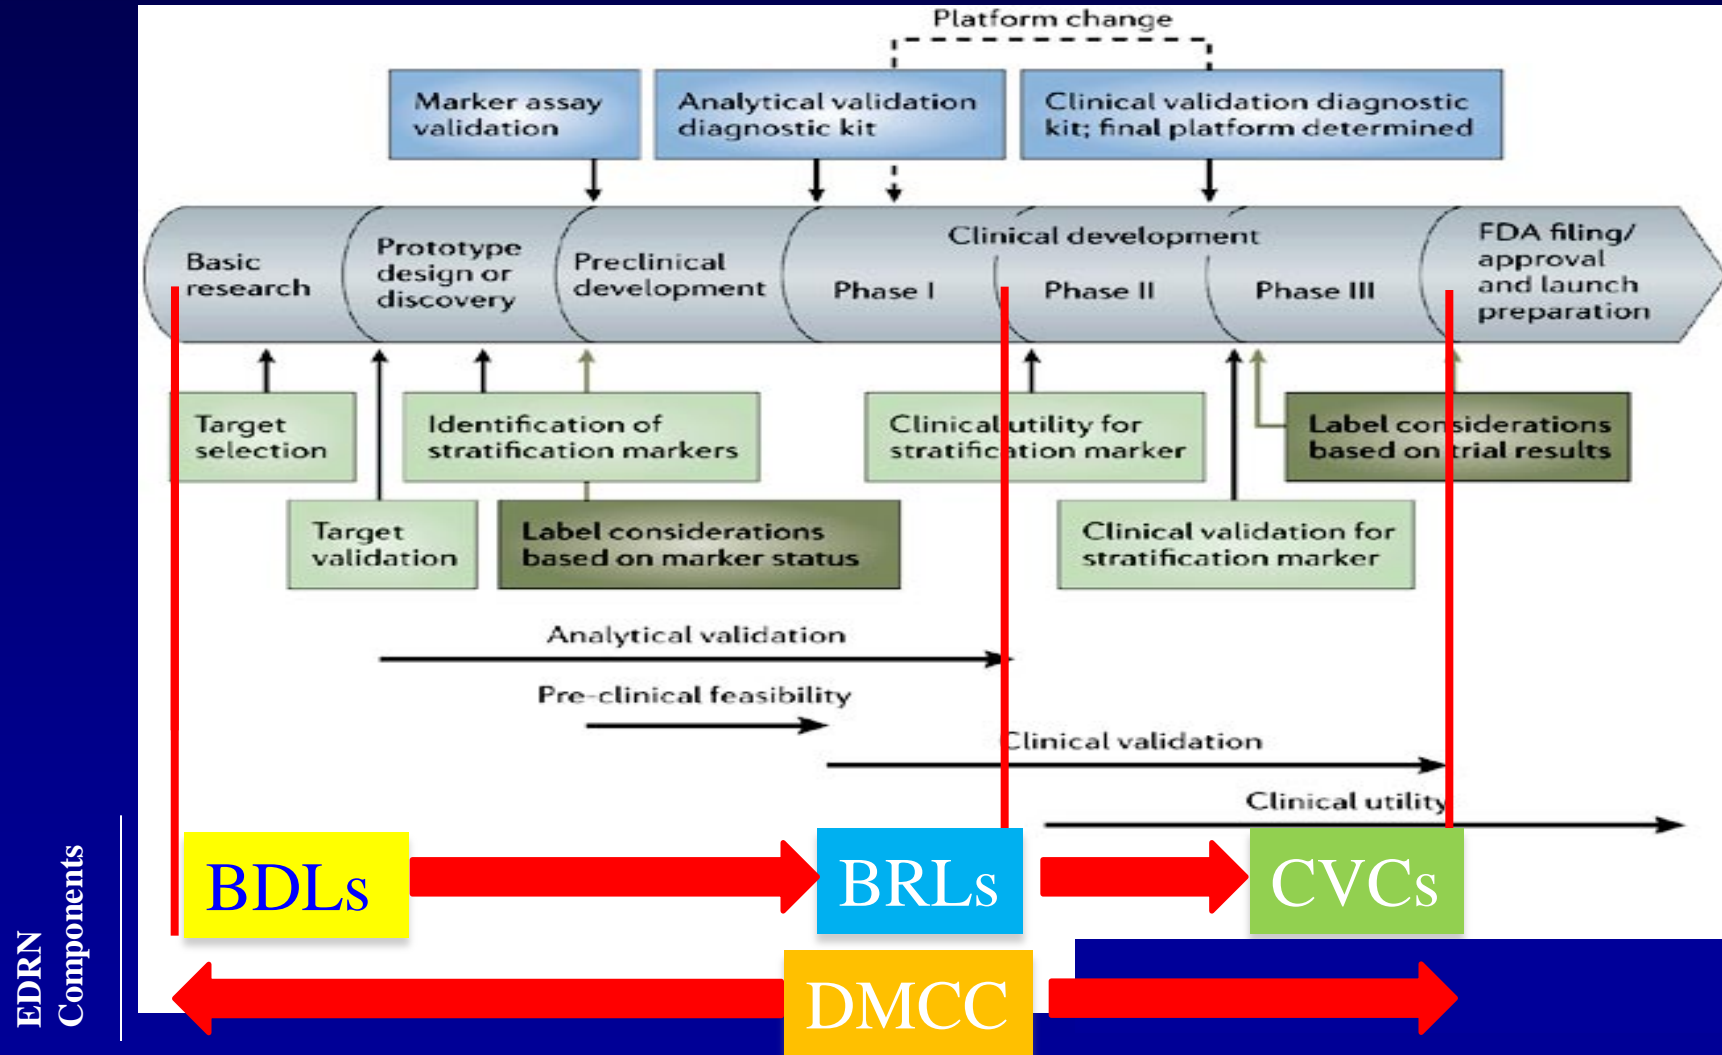 Platform change
Marker assay
validation
Analytical validation
diagnostic kit
Clinical validation diagnostic
kit; final platform determined
Basic
research
Prototype
design or
discovery
Preclinical
development
Clinical development
Phase I
Phase II
Phase III
FDA filing/
approval
and launch
preparation
Target
selection
Identification of
stratification markers
Clinical utility for
stratification marker
Label considerations
based on trial results
Target
validation
Label considerations
based on marker status
Clinical validation for
stratification marker
Analytical validation
Pre-clinical feasibility
Clinical validation
Clinical utility
BDLs
BRLs
CVCs
DMCC
EDRN
Components